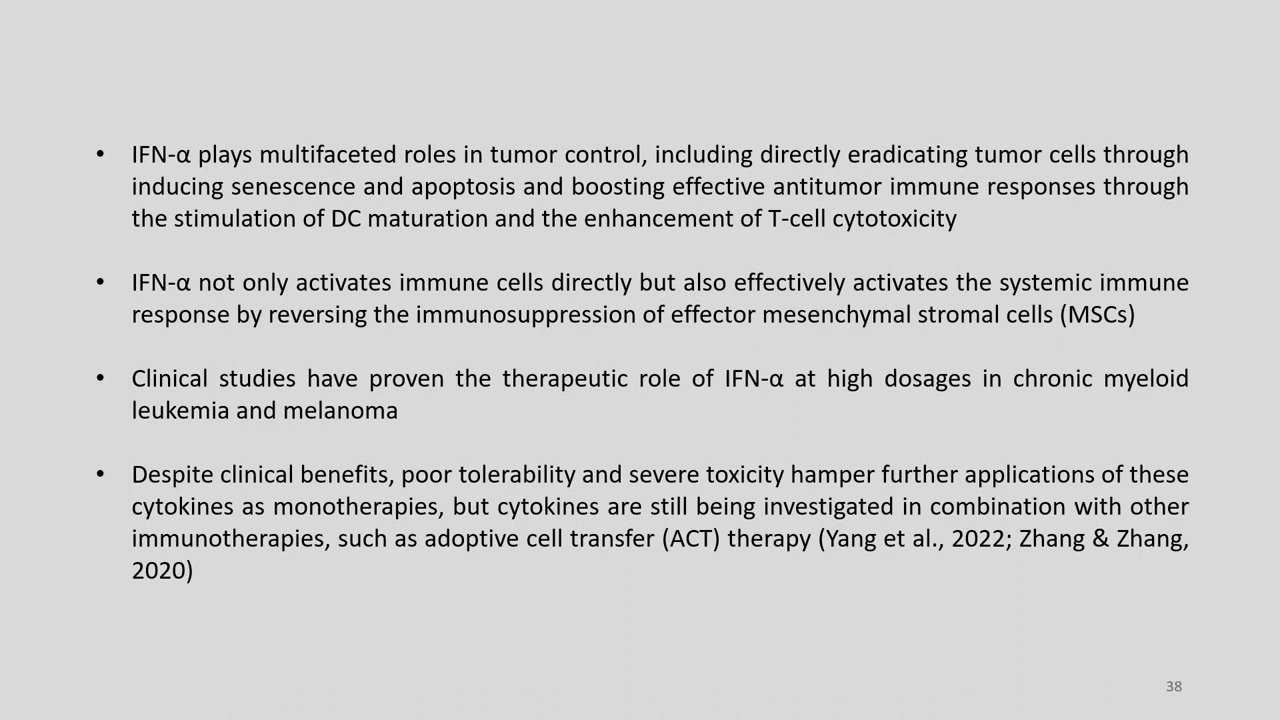 • IFN-α plays multifaceted roles in tumor control, including directly eradicating tumor cells through
inducing senescence and apoptosis and boosting effective antitumor immune responses through
the stimulation of DC maturation and the enhancement of T-cell cytotoxicity
• IFN-α not only activates immune cells directly but also effectively activates the systemic immune
response by reversing the immunosuppression of effector mesenchymal stromal cells (MSCs)
• Clinical studies have proven the therapeutic role of IFN-α at high dosages in chronic myeloid
leukemia and melanoma
• Despite clinical benefits, poor tolerability and severe toxicity hamper further applications of these
cytokines as monotherapies, but cytokines are still being investigated in combination with other
immunotherapies, such as adoptive cell transfer (ACT) therapy (Yang et al., 2022; Zhang & Zhang,
2020)
38